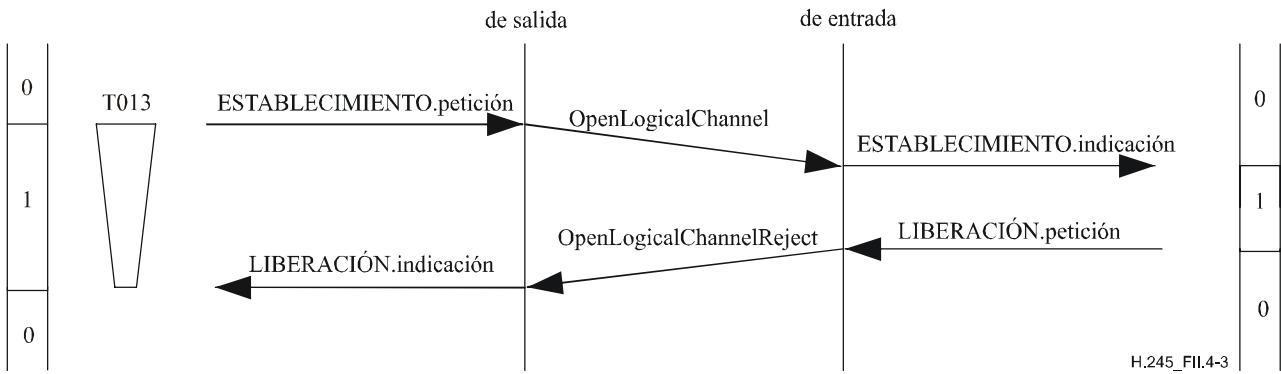 de salida
de entrada
0
T013
ESTABLECIMIENTO.petición
OpenLogicalChannel
0
ESTABLECIMIENTO.indicación
1
1
OpenLogicalChannelReject
LIBERACIÓN.petición
LIBERACIÓN.indicación
0
0
H.245_FII.4-3